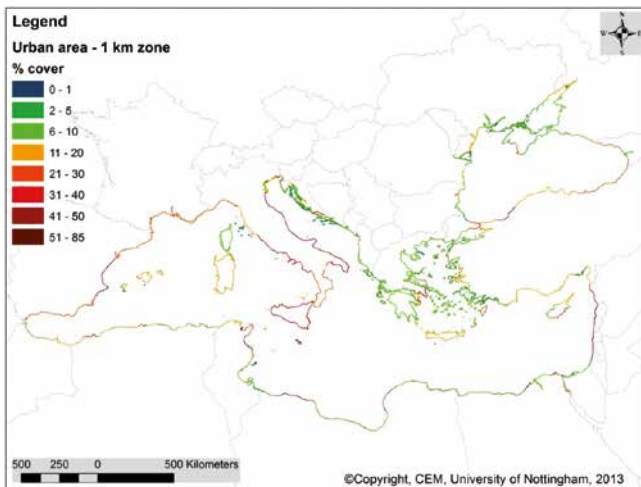 Legend
Urban area - 1 km zone
% cover
0 - 1
2 - 5
6 - 10
11 - 20
21 - 30
31 - 40
41 - 50
51 - 85
N
W E
S
500 250 0 500 Kilometers
©Copyright, CEM, University of Nottingham, 2013